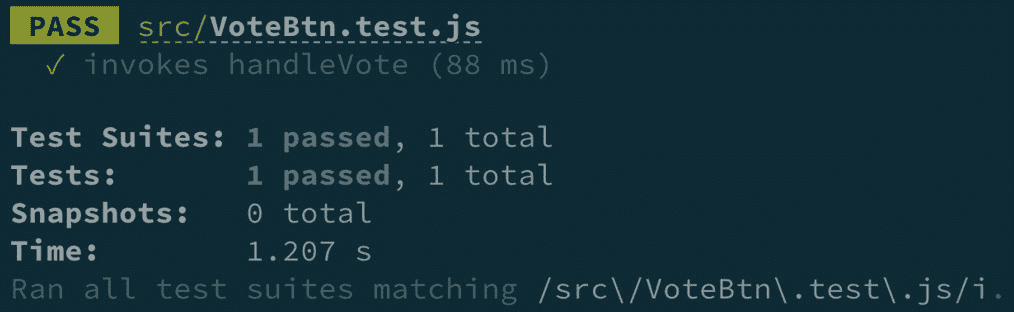 PASS src/VoteBtn.test.js
✓ invokes handleVote (88 ms)
Test Suites: 1 passed, 1 total
Tests: 1 passed, 1 total
Snapshots: 0 total
Time: 1.207 s
Ran all test suites matching /src\/VoteBtn\.test\.js/i.